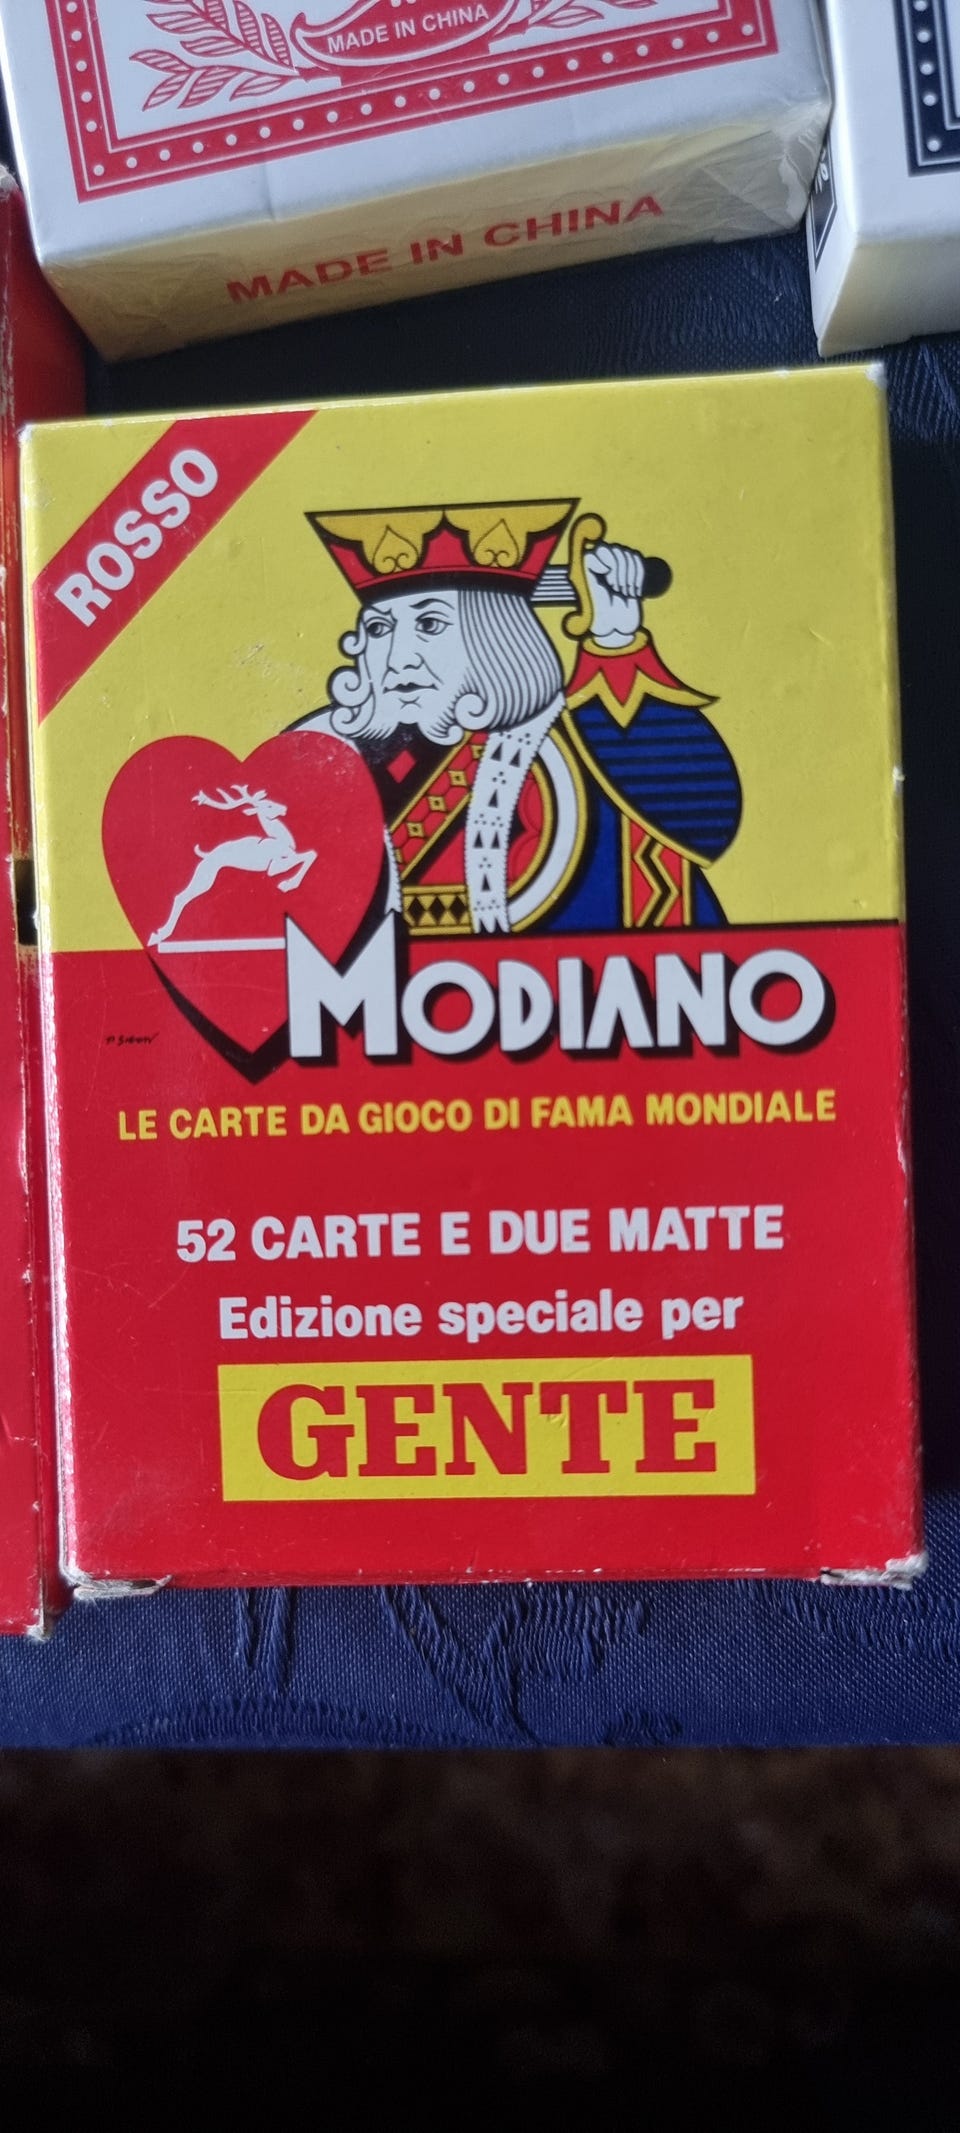 MADE IN CHINA
MADE IN CHINA
ROSSO
MODIANO
LE CARTE DA GIOCO DI FAMA MONDIALE
52 CARTE E DUE MATTE
Edizione speciale per
GENTE